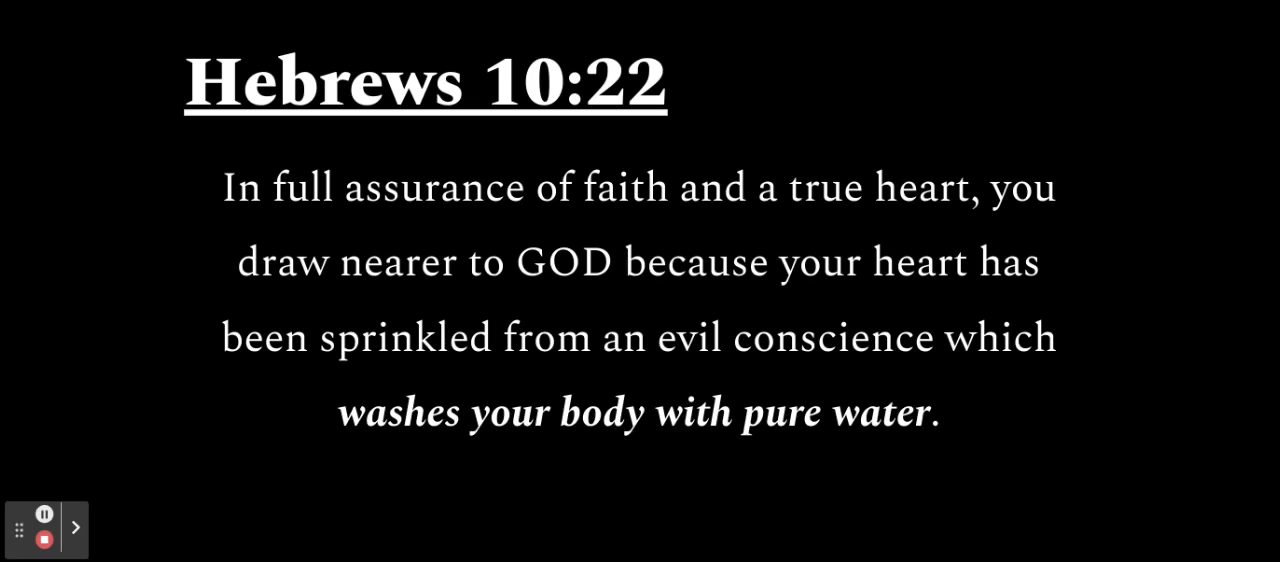 Hebrews 10:22
In full assurance of faith and a true heart, you
draw nearer to GOD because your heart has
been sprinkled from an evil conscience which
washes your body with pure water.